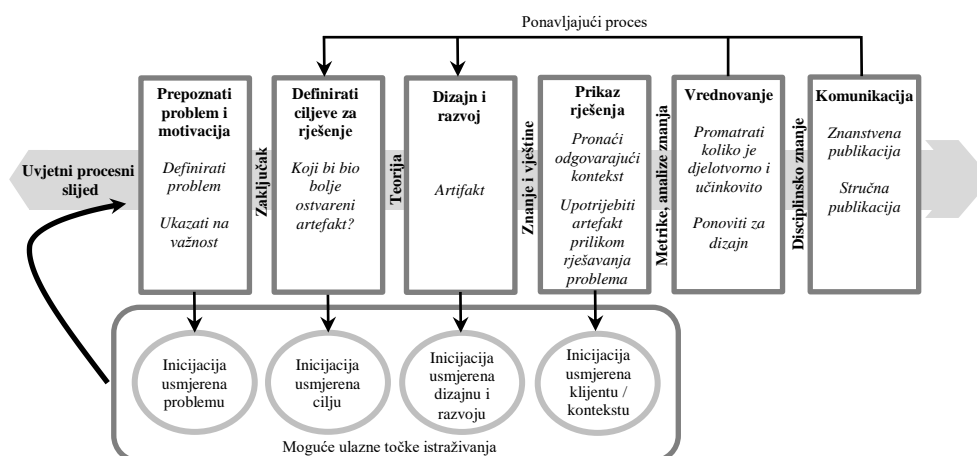 Ponavljajući proces
Uvjetni procesni
slijed
Prepoznati
problem i
motivacija
Definirati
problem
Ukazati na
važnost
Zaključak
Definirati
ciljeve za
rješenje
Koji bi bio
bolje
ostvareni
artefakt?
Teorija
Dizajn i
razvoj
Artifakt
Znanje i vještine
Prikaz
rješenja
Pronaći
odgovarajući
kontekst
Upotrijebiti
artefakt
prilikom
rješavanja
problema
Metrike, analize znanja
Vrednovanje
Promatrati
koliko je
djelotvorno i
učinkovito
Ponoviti za
dizajn
Disciplinsko znanje
Komunikacija
Znanstvena
publikacija
Stručna
publikacija
Inicijacija
usmjerena
problemu
Inicijacija
usmjerena
cilju
Inicijacija
usmjerena
dizajnu i
razvoju
Inicijacija
usmjerena
klijentu /
kontekstu
Moguće ulazne točke istraživanja